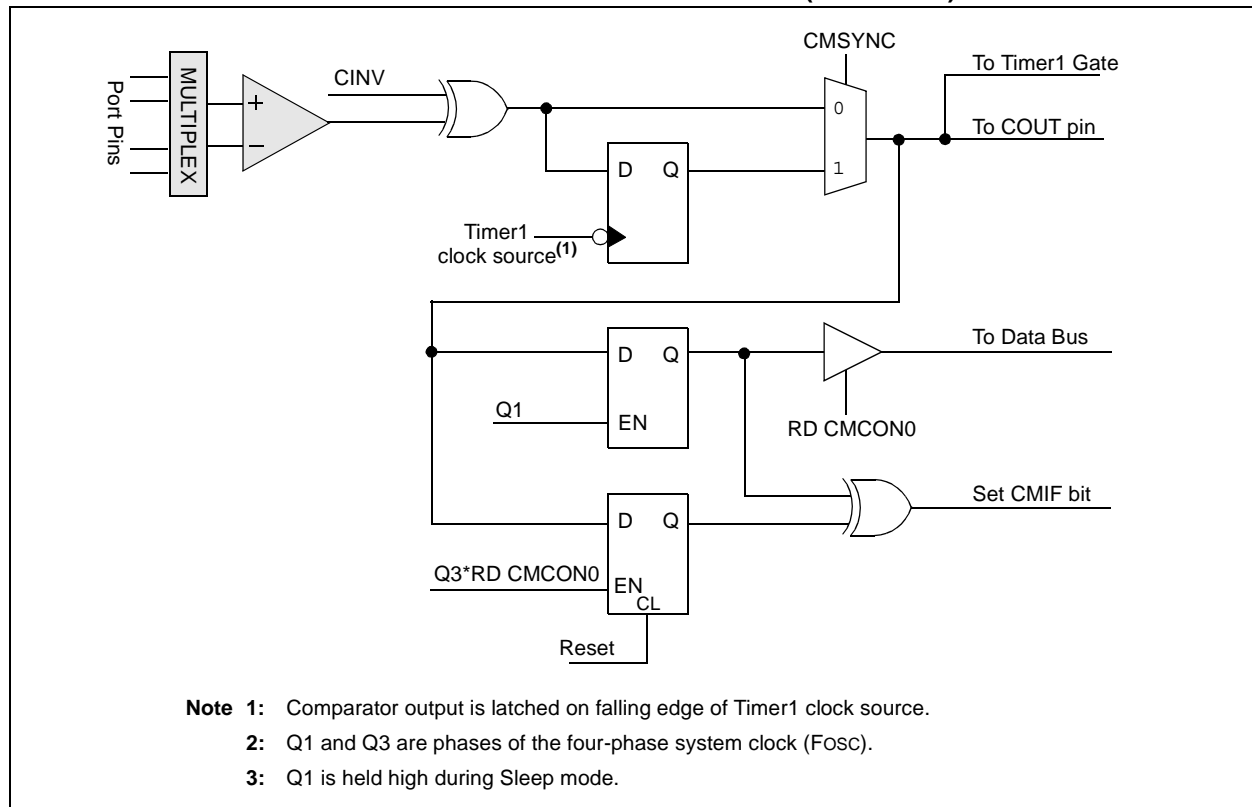 CMSYNC
To Timer1 Gate
CINV
MULTIPLEX
Port Pins
+
−
0
To COUT pin
D Q
1
Timer1
clock source(1)
D Q
To Data Bus
Q1
EN
RD CMCON0
Set CMIF bit
D Q
Q3*RD CMCON0
EN
CL
Reset
Note 1: Comparator output is latched on falling edge of Timer1 clock source.
2: Q1 and Q3 are phases of the four-phase system clock (FOSC).
3: Q1 is held high during Sleep mode.